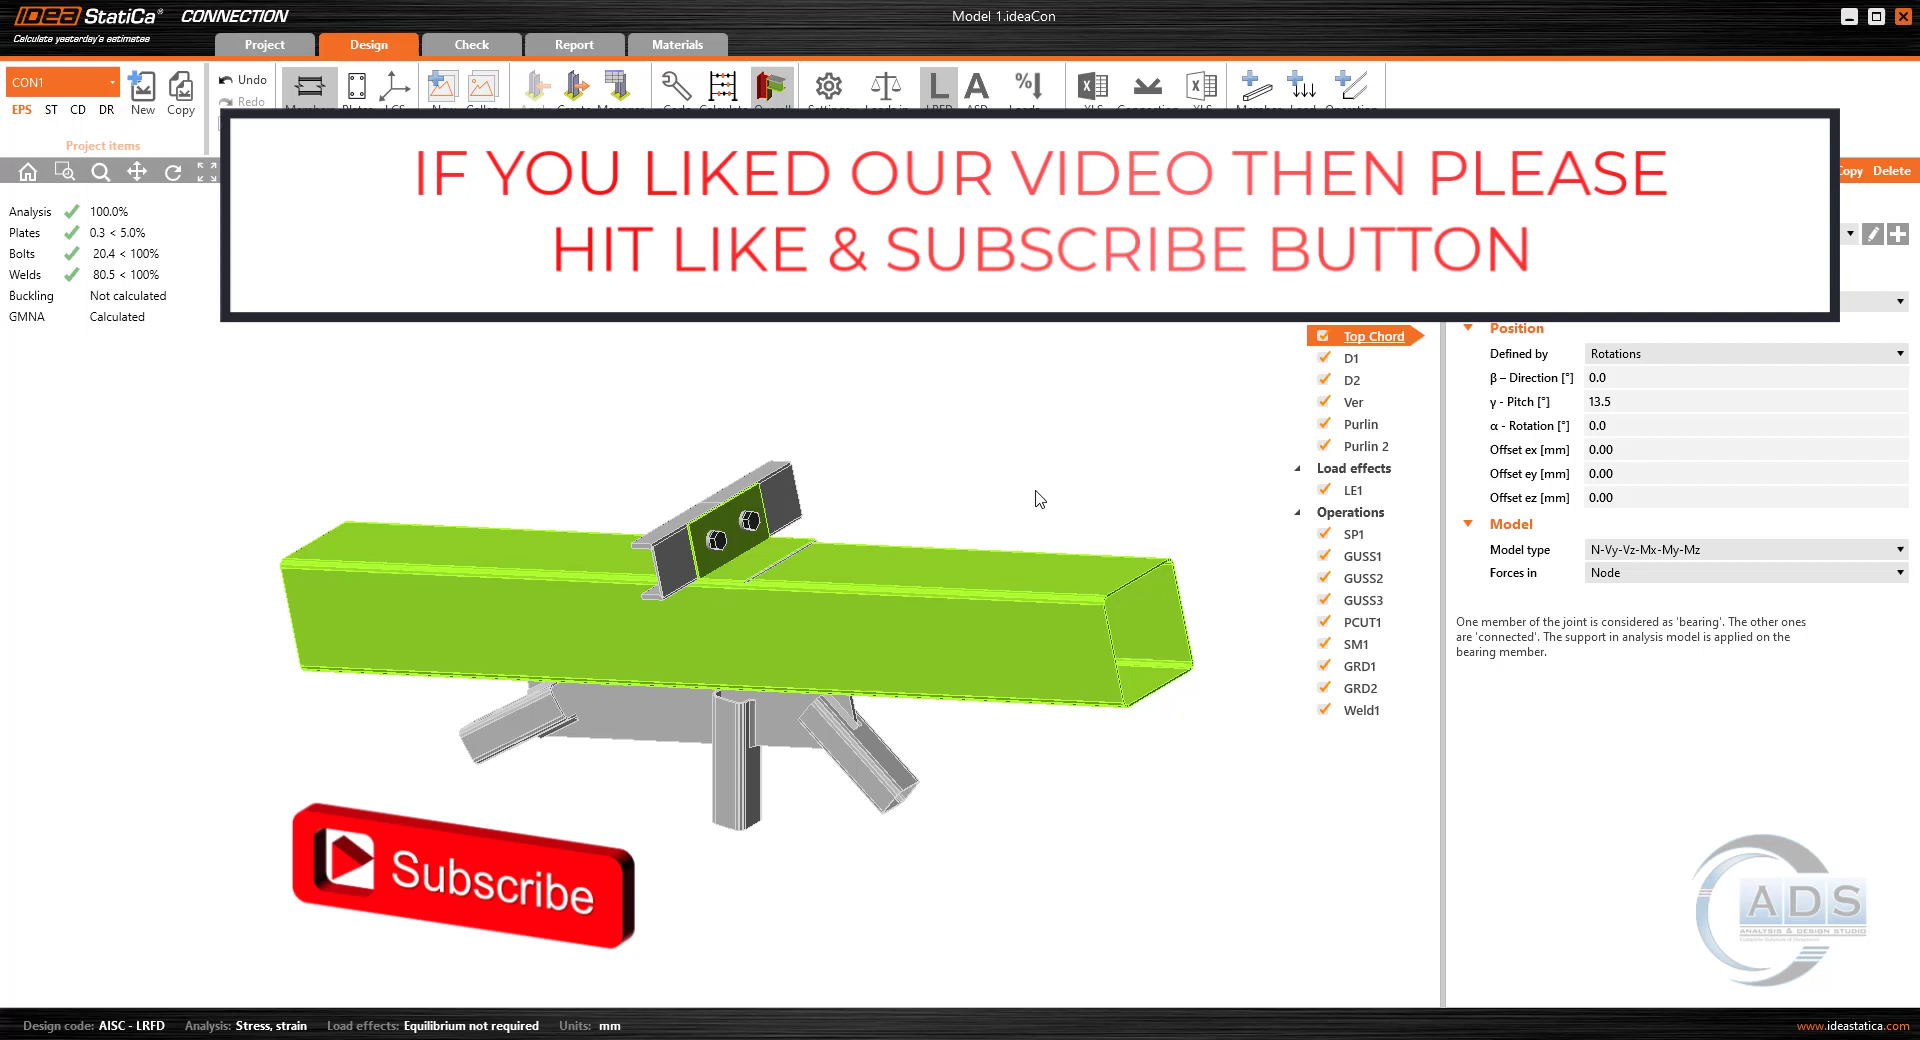 IDEA StatiCa® CONNECTION
Calculate yesterday's estimates
Model 1.ideaCon
Project Design Check Report Materials
CON1
EPS ST CD DR
New Copy
Undo
Redo
Project items
IF YOU LIKED OUR VIDEO THEN PLEASE
HIT LIKE & SUBSCRIBE BUTTON
Copy Delete
Analysis 100.0%
Plates 0.3 < 5.0%
Bolts 20.4 < 100%
Welds 80.5 < 100%
Buckling Not calculated
GMNA Calculated
Top Chord
D1
D2
Ver
Purlin
Purlin 2
Load effects
LE1
Operations
SP1
GUSS1
GUSS2
GUSS3
PCUT1
SM1
GRD1
GRD2
Weld1
Position
Defined by Rotations
β – Direction [°] 0.0
γ - Pitch [°] 13.5
α - Rotation [°] 0.0
Offset ex [mm] 0.00
Offset ey [mm] 0.00
Offset ez [mm] 0.00
Model
Model type N-Vy-Vz-Mx-My-Mz
Forces in Node
One member of the joint is considered as 'bearing'. The other ones
are 'connected'. The support in analysis model is applied on the
bearing member.
Subscribe
ADS
ANALYSIS & DESIGN STUDIO
Design code: AISC - LRFD Analysis: Stress, strain Load effects: Equilibrium not required Units: mm
www.ideastatica.com